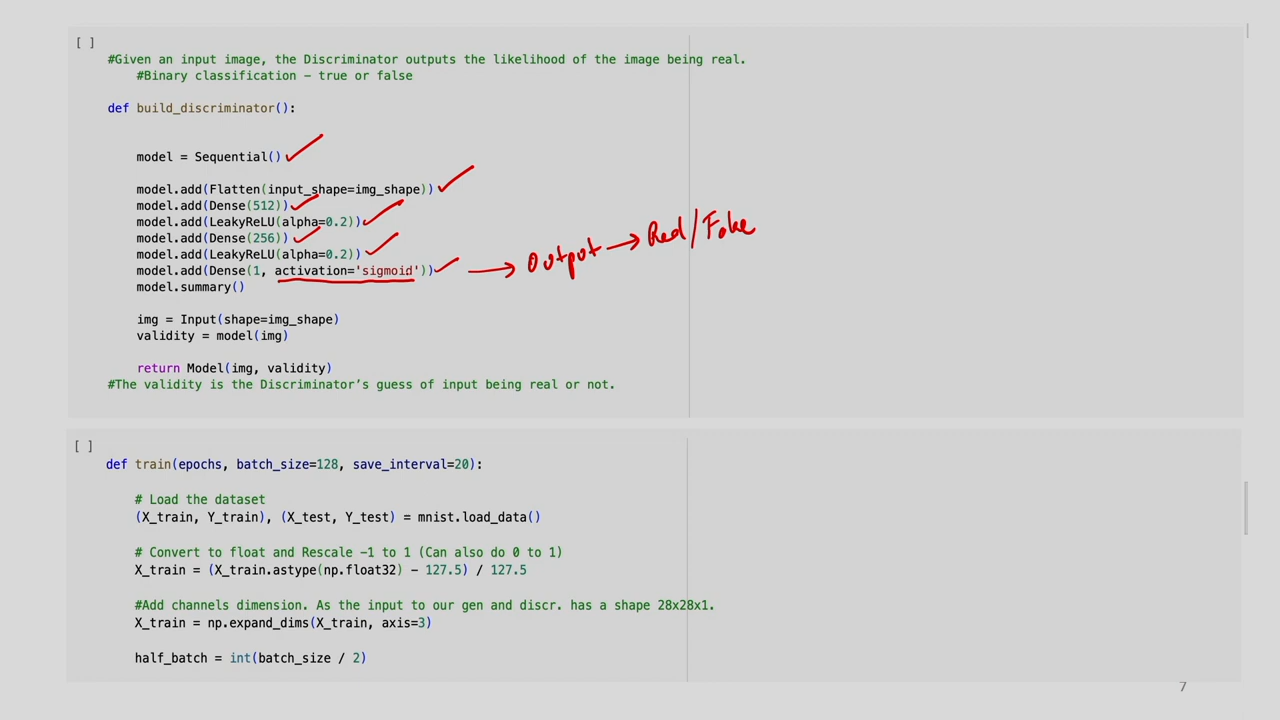 [ ]
#Given an input image, the Discriminator outputs the likelihood of the image being real.
#Binary classification - true or false
def build_discriminator():
model = Sequential()
model.add(Flatten(input_shape=img_shape))
model.add(Dense(512))
model.add(LeakyReLU(alpha=0.2))
model.add(Dense(256))
model.add(LeakyReLU(alpha=0.2))
model.add(Dense(1, activation='sigmoid'))
Output → Real/Fake
model.summary()
img = Input(shape=img_shape)
validity = model(img)
return Model(img, validity)
#The validity is the Discriminator’s guess of input being real or not.
[ ]
def train(epochs, batch_size=128, save_interval=20):
# Load the dataset
(X_train, Y_train), (X_test, Y_test) = mnist.load_data()
# Convert to float and Rescale -1 to 1 (Can also do 0 to 1)
X_train = (X_train.astype(np.float32) - 127.5) / 127.5
#Add channels dimension. As the input to our gen and discr. has a shape 28x28x1.
X_train = np.expand_dims(X_train, axis=3)
half_batch = int(batch_size / 2)
7